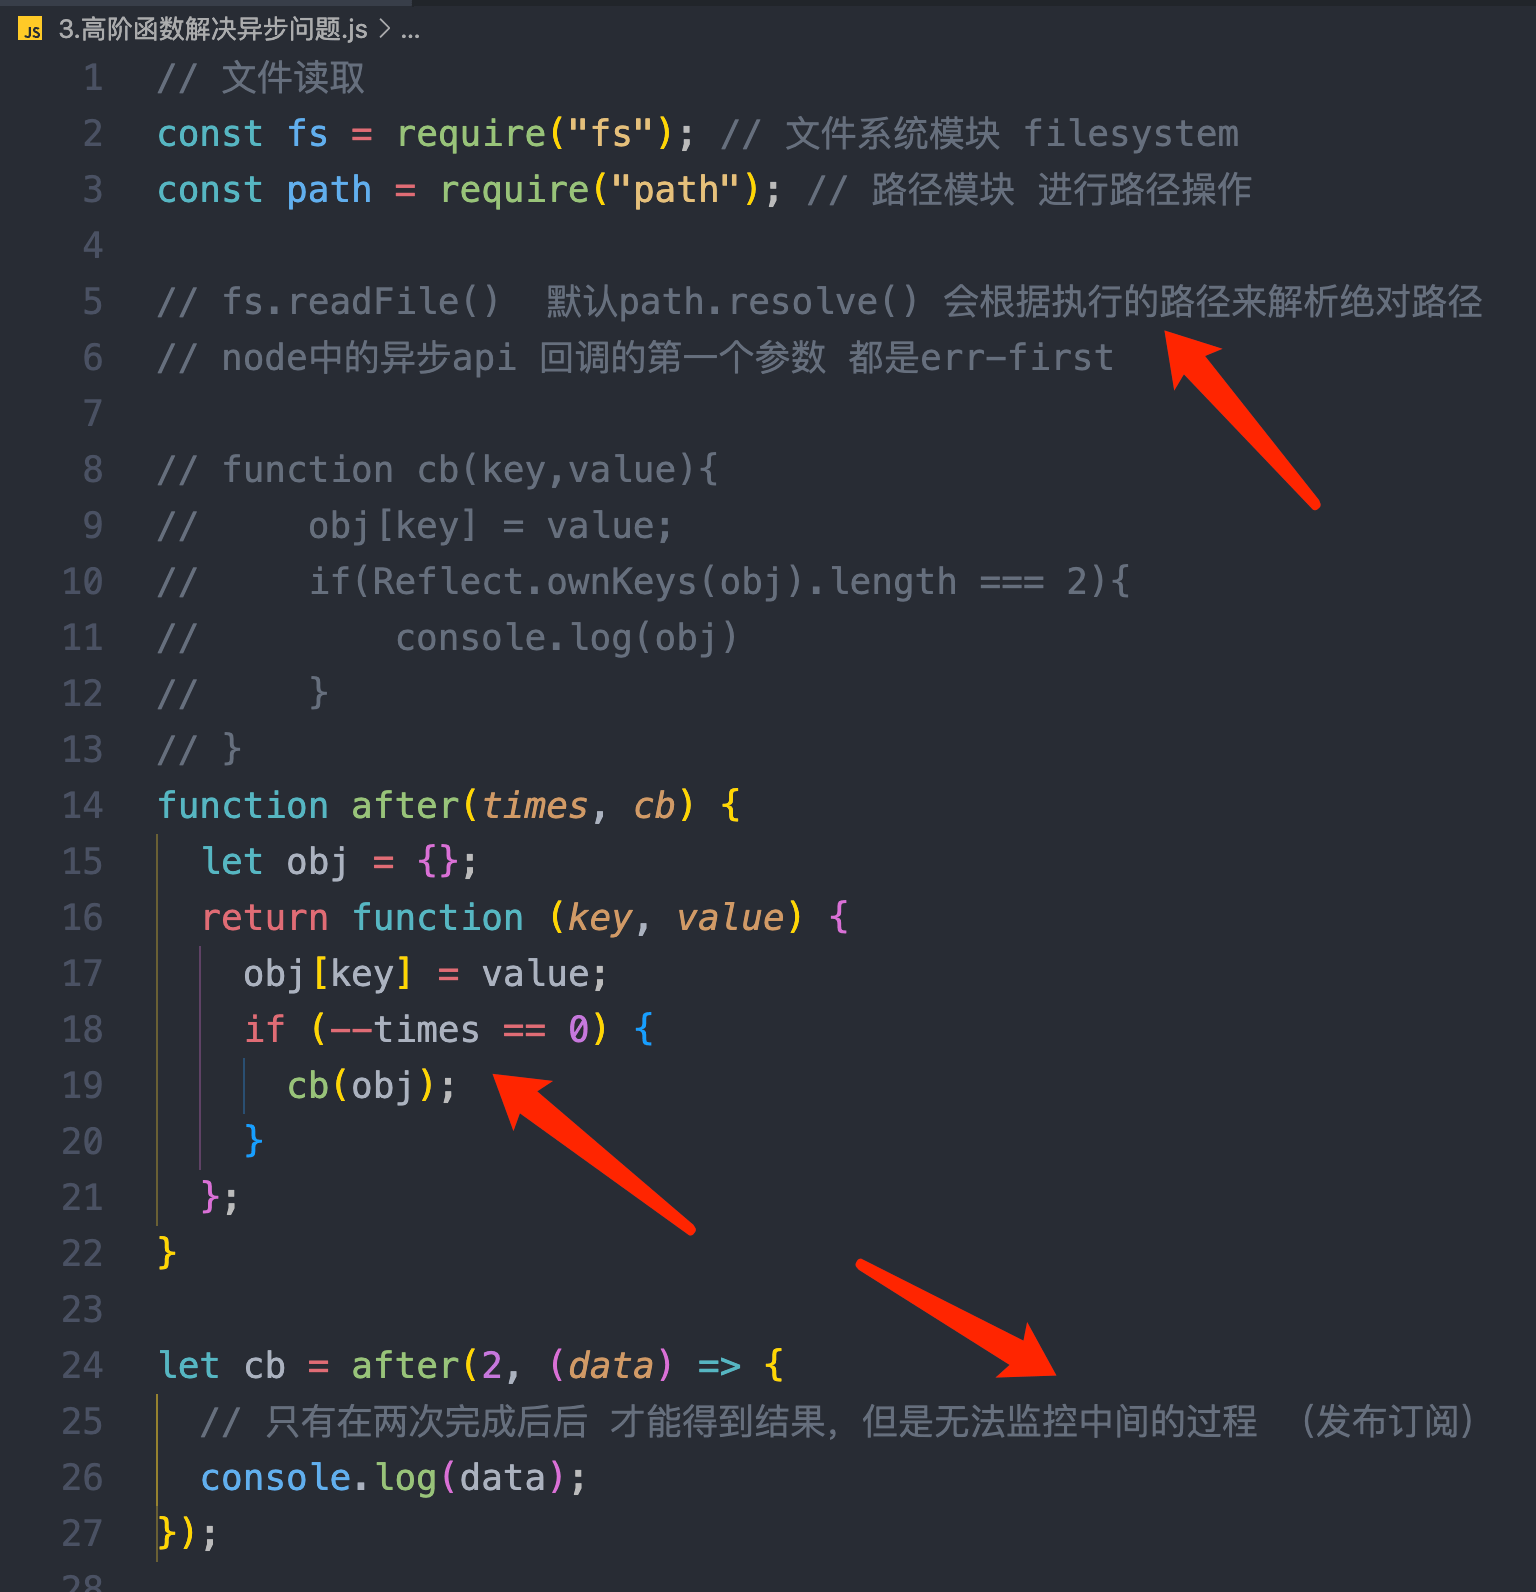 JS 3.高阶函数解决异步问题.js > ...
1 // 文件读取
2 const fs = require("fs"); // 文件系统模块 filesystem
3 const path = require("path"); // 路径模块 进行路径操作
4
5 // fs.readFile()  默认path.resolve() 会根据执行的路径来解析绝对路径
6 // node中的异步api 回调的第一个参数 都是err-first
7
8 // function cb(key,value){
9 //     obj[key] = value;
10 //     if(Reflect.ownKeys(obj).length === 2){
11 //         console.log(obj)
12 //     }
13 // }
14 function after(times, cb) {
15   let obj = {};
16   return function (key, value) {
17     obj[key] = value;
18     if (--times == 0) {
19       cb(obj);
20     }
21   };
22 }
23
24 let cb = after(2, (data) => {
25   // 只有在两次完成后后 才能得到结果，但是无法监控中间的过程 （发布订阅）
26   console.log(data);
27 });
28